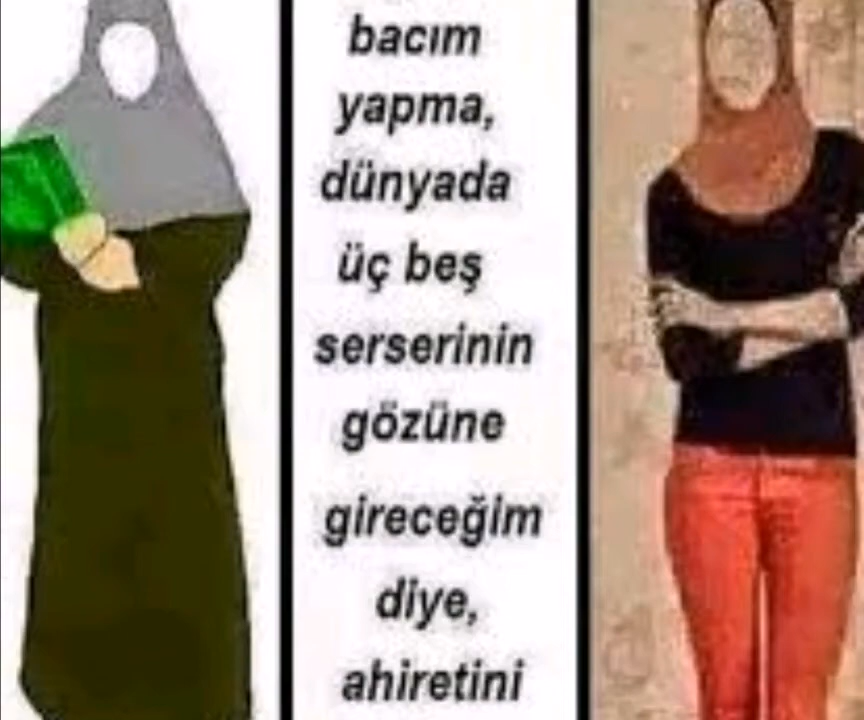 bacım
yapma,
dünyada
üç beş
serserinin
gözüne
gireceğim
diye,
ahiretini